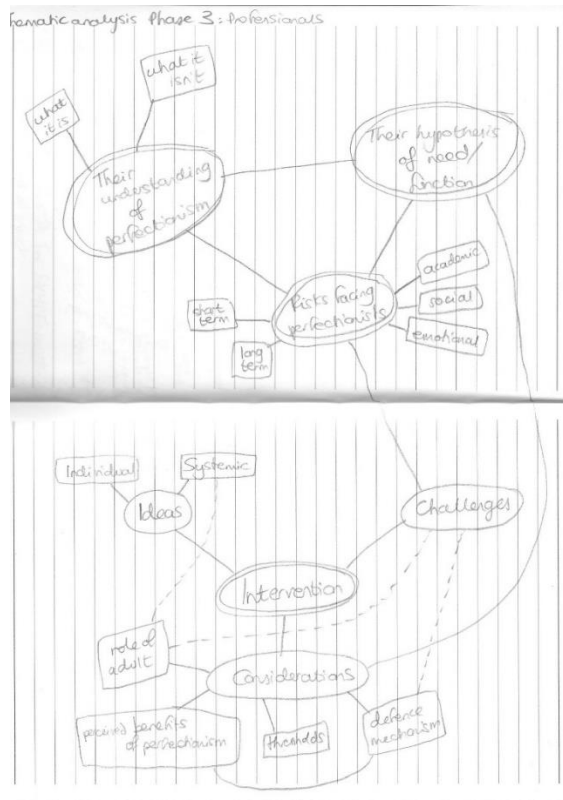 Tematic analysis Phase 3: Professionals
what it
isn't
what
it is
Their hypothesis
of need/
function
Their
understanding
of
perfectionism
academic
Risks facing
perfectionists
social
short
term
emotional
long
term
Individual
Systemic
Ideas
Challenges
Intervention
role of
adult
Considerations
perceived benefits
of perfectionism
thresholds
defence
mechanism